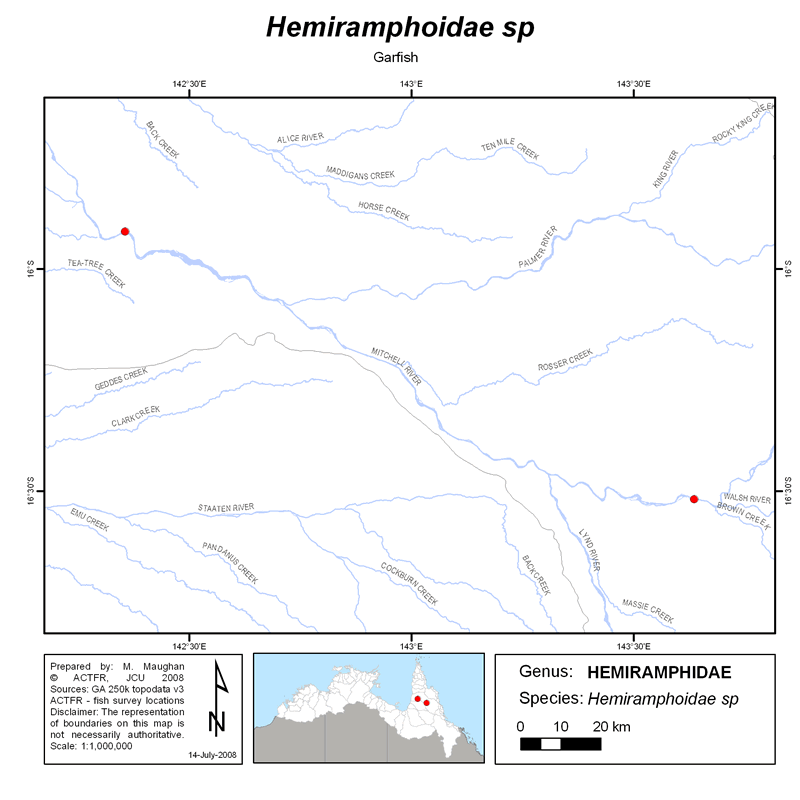 Hemiramphoidae sp
Garfish
142°30'E
143°E
143°30'E
BACK CREEK
ALICE RIVER
MADDIGANS CREEK
TEN MILE CREEK
HORSE CREEK
KING RIVER
ROCKY KING CREEK
PALMER RIVER
16°S
16°S
TEA-TREE CREEK
MITCHELL RIVER
ROSSER CREEK
GEDDES CREEK
CLARK CREEK
16°30'S
16°30'S
STAATEN RIVER
EMU CREEK
PANDANUS CREEK
COCKBURN CREEK
BACK CREEK
LYND RIVER
MASSIE CREEK
WALSH RIVER
BROWN CREEK
142°30'E
143°E
143°30'E
Prepared by: M. Maughan
© ACTFR, JCU 2008
Sources: GA 250k topodata v3
ACTFR - fish survey locations
Disclaimer: The representation
of boundaries on this map is
not necessarily authoritative.
Scale: 1:1,000,000
N
14-July-2008
Genus: HEMIRAMPHIDAE
Species: Hemiramphoidae sp
0 10 20 km